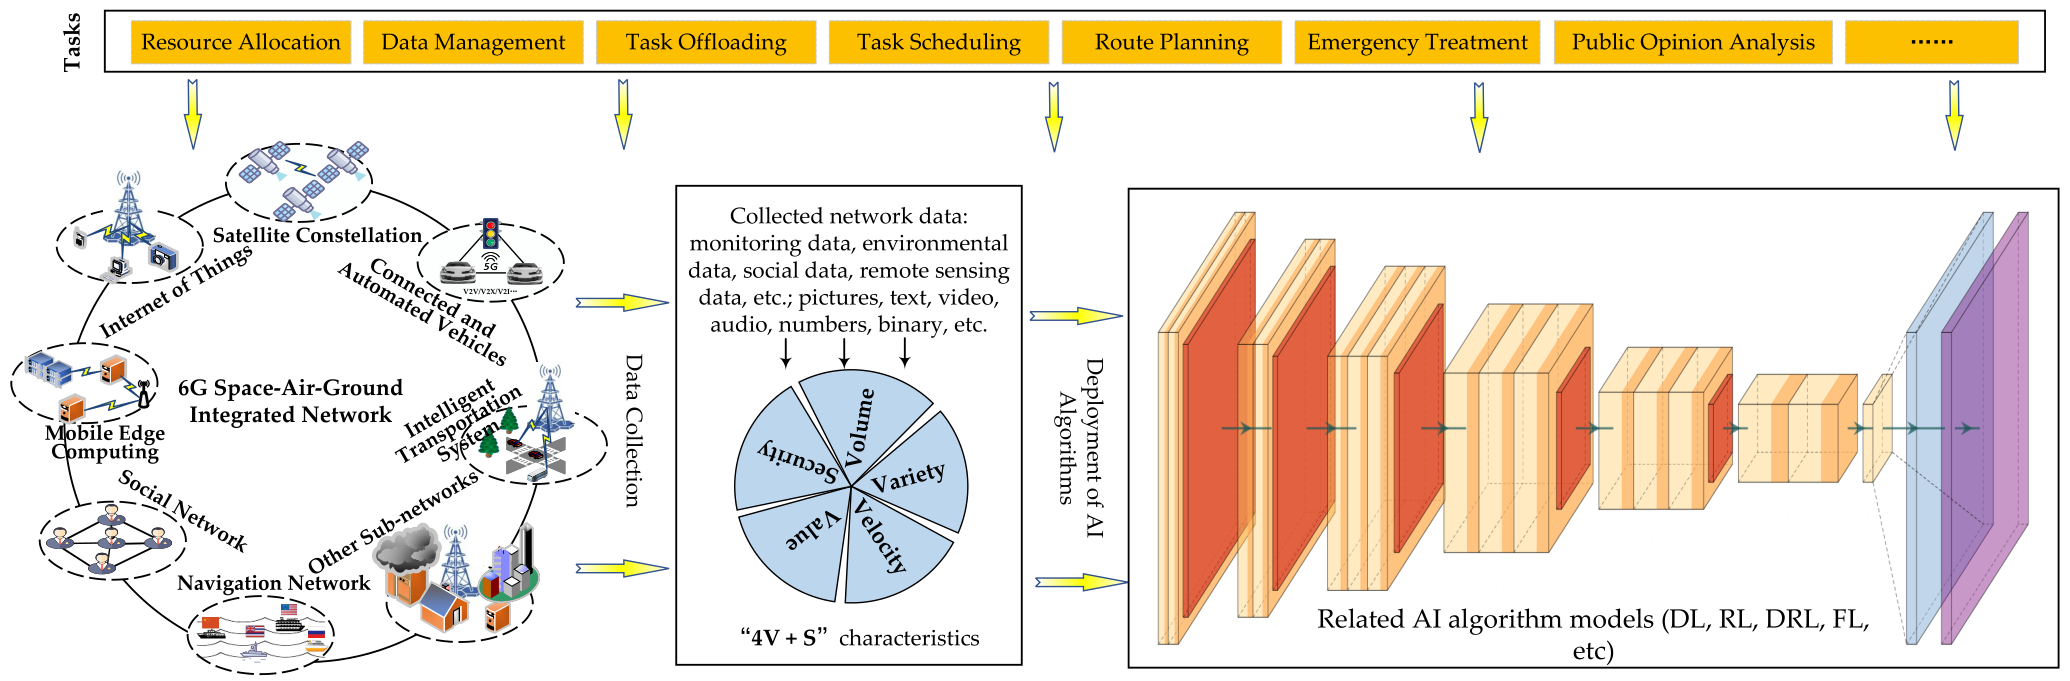 Tasks
Resource Allocation
Data Management
Task Offloading
Task Scheduling
Route Planning
Emergency Treatment
Public Opinion Analysis
······
Satellite Constellation
Internet of Things
Connected and
Automated Vehicles
5G
V2V/V2X/V2I···
6G Space-Air-Ground
Integrated Network
Mobile Edge
Computing
Intelligent
Transportation
System
Social Network
Other Sub-networks
Navigation Network
Data Collection
Collected network data:
monitoring data, environmental
data, social data, remote sensing
data, etc.; pictures, text, video,
audio, numbers, binary, etc.
Volume
Variety
Velocity
Value
Security
“4V + S” characteristics
Deployment of AI
Algorithms
Related AI algorithm models (DL, RL, DRL, FL,
etc)